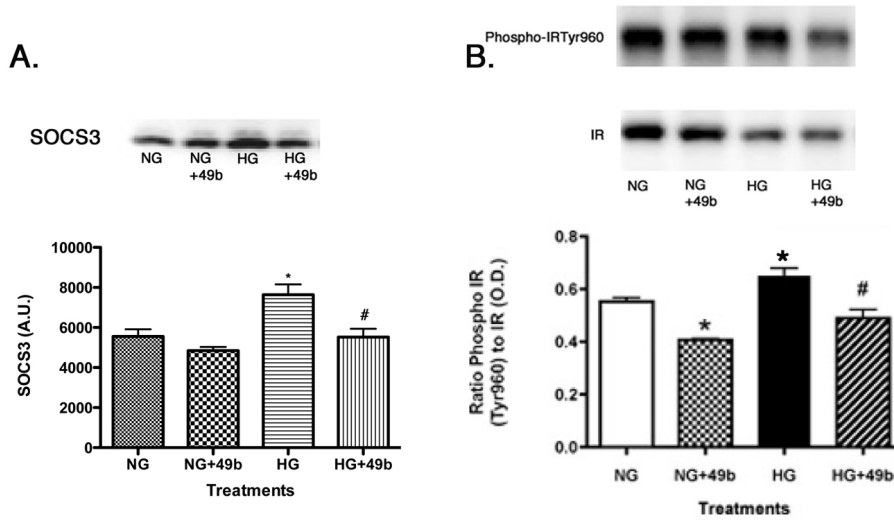 A.
SOCS3
NG
NG
+49b
HG
HG
+49b
SOCS3 (A.U.)
10000
8000
6000
4000
2000
0
*
#
NG
NG+49b
HG
HG+49b
Treatments
B.
Phospho-IRTyr960
IR
NG
NG
+49b
HG
HG
+49b
Ratio Phospho IR
(Tyr960) to IR (O.D.)
0.8
0.6
0.4
0.2
0.0
*
*
#
NG
NG+49b
HG
HG+49b
Treatments